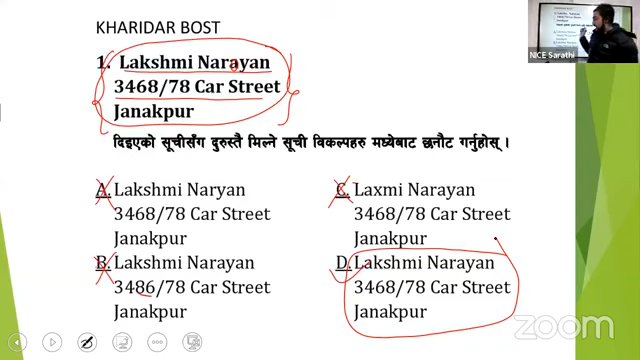 KHARIDAR BOST
1. Lakshmi Narayan
3468/78 Car Street
Janakpur
दिइएको सूचीसँग दुरुस्तै मिल्ने सूची विकल्पहरु मध्येबाट छनौट गर्नुहोस् ।
A. Lakshmi Naryan
3468/78 Car Street
Janakpur
B. Lakshmi Narayan
3486/78 Car Street
Janakpur
C. Laxmi Narayan
3468/78 Car Street
Janakpur
D. Lakshmi Narayan
3468/78 Car Street
Janakpur
NICE Sarathi
zoom